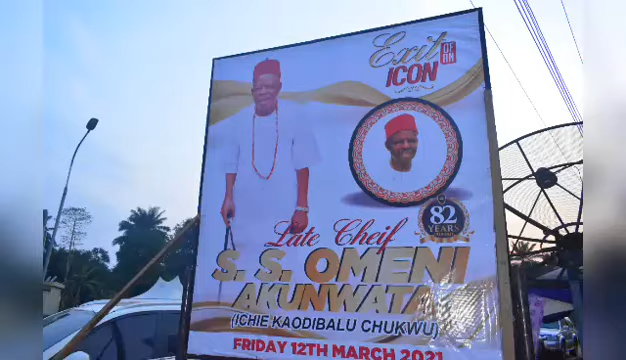 Exit
OF AN
ICON
82
YEARS
Late Cheif
S. S. OMENI
AKUNWATA
(ICHIE KAODIBALU CHUKWU)
FRIDAY 12TH MARCH 2021